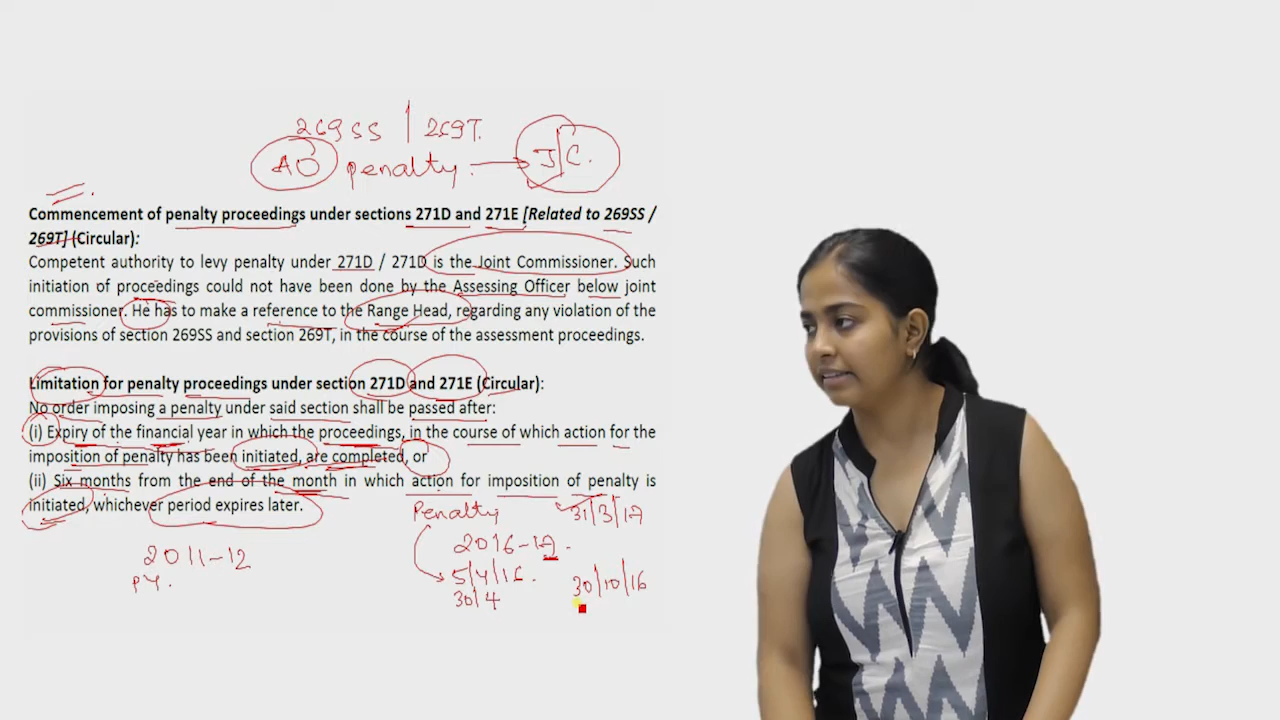 269SS | 269T.
AO penalty. → J/C.
Commencement of penalty proceedings under sections 271D and 271E [Related to 269SS /
269T] (Circular):
Competent authority to levy penalty under 271D / 271D is the Joint Commissioner. Such
initiation of proceedings could not have been done by the Assessing Officer below joint
commissioner. He has to make a reference to the Range Head, regarding any violation of the
provisions of section 269SS and section 269T, in the course of the assessment proceedings.
Limitation for penalty proceedings under section 271D and 271E (Circular):
No order imposing a penalty under said section shall be passed after:
(i) Expiry of the financial year in which the proceedings, in the course of which action for the
imposition of penalty has been initiated, are completed, or
(ii) Six months from the end of the month in which action for imposition of penalty is
initiated, whichever period expires later.
Penalty 31/3/17
2011-12 2016-17.
PY. 5/4/16. 30/10/16
30/4